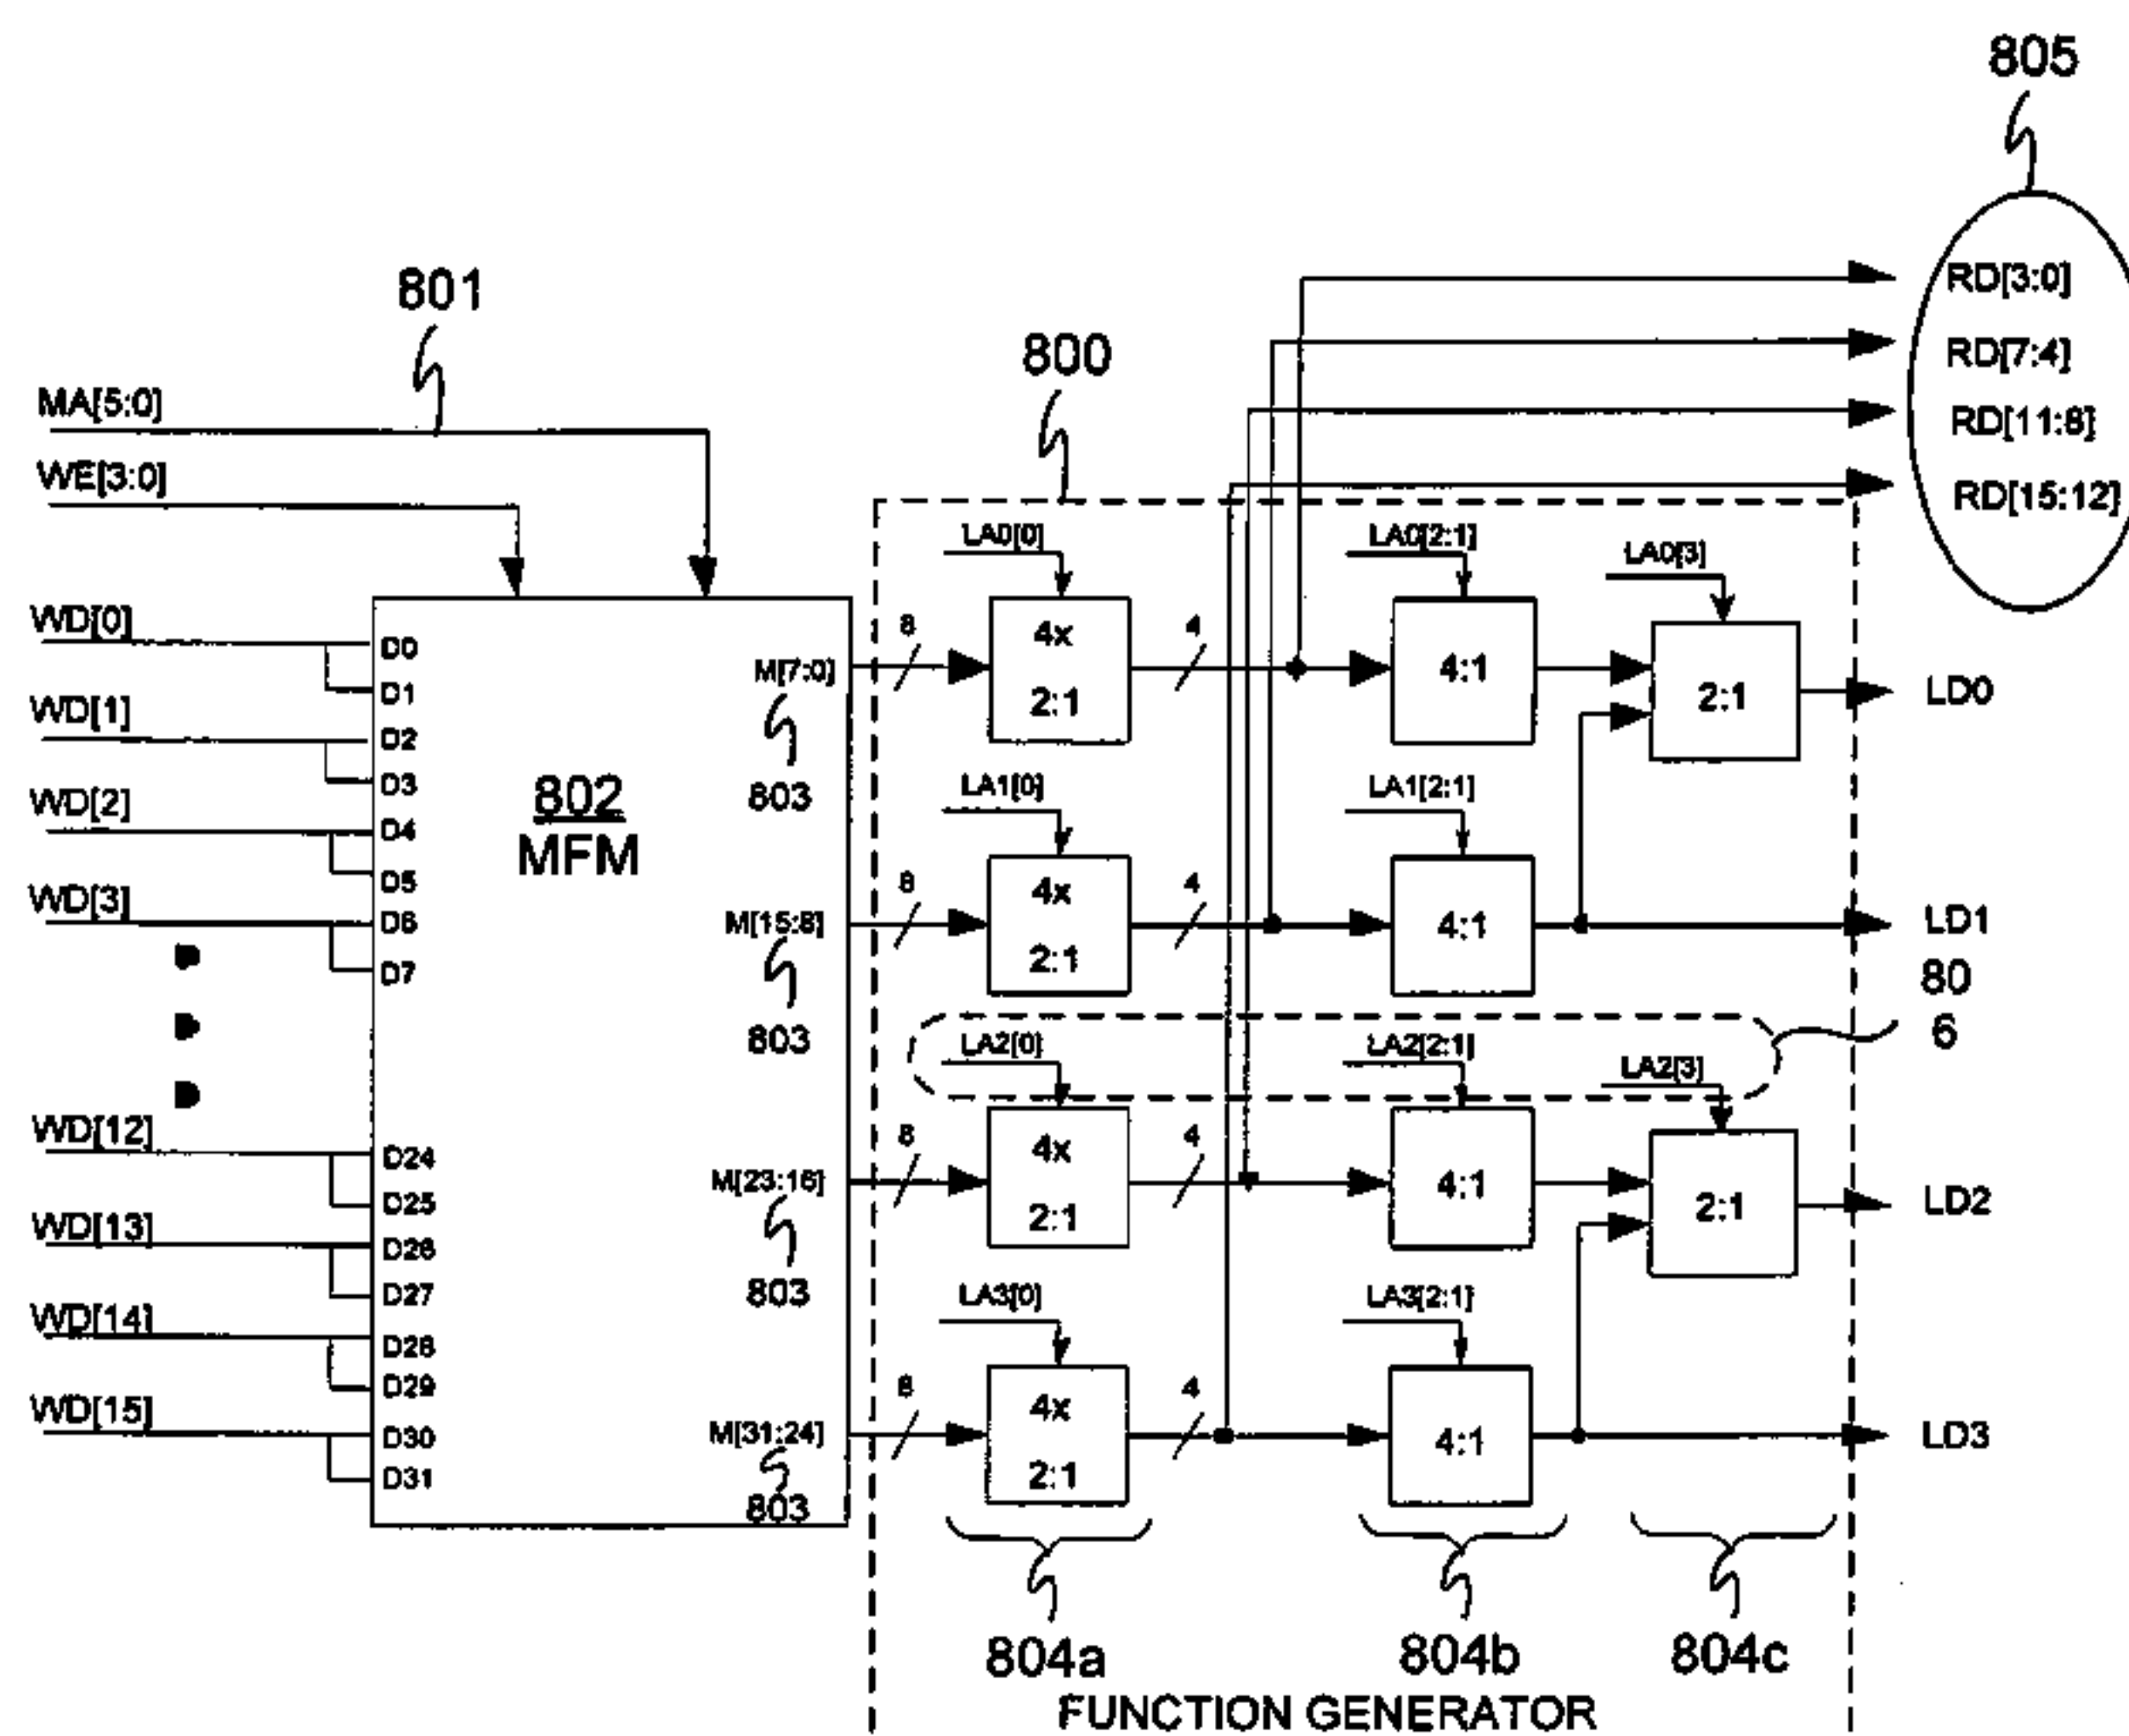 805
RD[3:0]
RD[7:4]
RD[11:8]
RD[15:12]
801
800
MA[5:0]
WE[3:0]
LA0[0]
LA0[2:1]
LA0[3]
WD[0]
D0
D1
WD[1]
D2
D3
WD[2]
D4
D5
WD[3]
D6
D7
WD[12]
D24
D25
WD[13]
D26
D27
WD[14]
D28
D29
WD[15]
D30
D31
802
MFM
M[7:0]
803
M[15:8]
803
M[23:16]
803
M[31:24]
803
8
4x
2:1
4
4:1
2:1
LD0
LA1[0]
LA1[2:1]
8
4x
2:1
4
4:1
LD1
80
6
LA2[0]
LA2[2:1]
LA2[3]
8
4x
2:1
4
4:1
2:1
LD2
LA3[0]
LA3[2:1]
8
4x
2:1
4
4:1
LD3
804a
804b
804c
FUNCTION GENERATOR